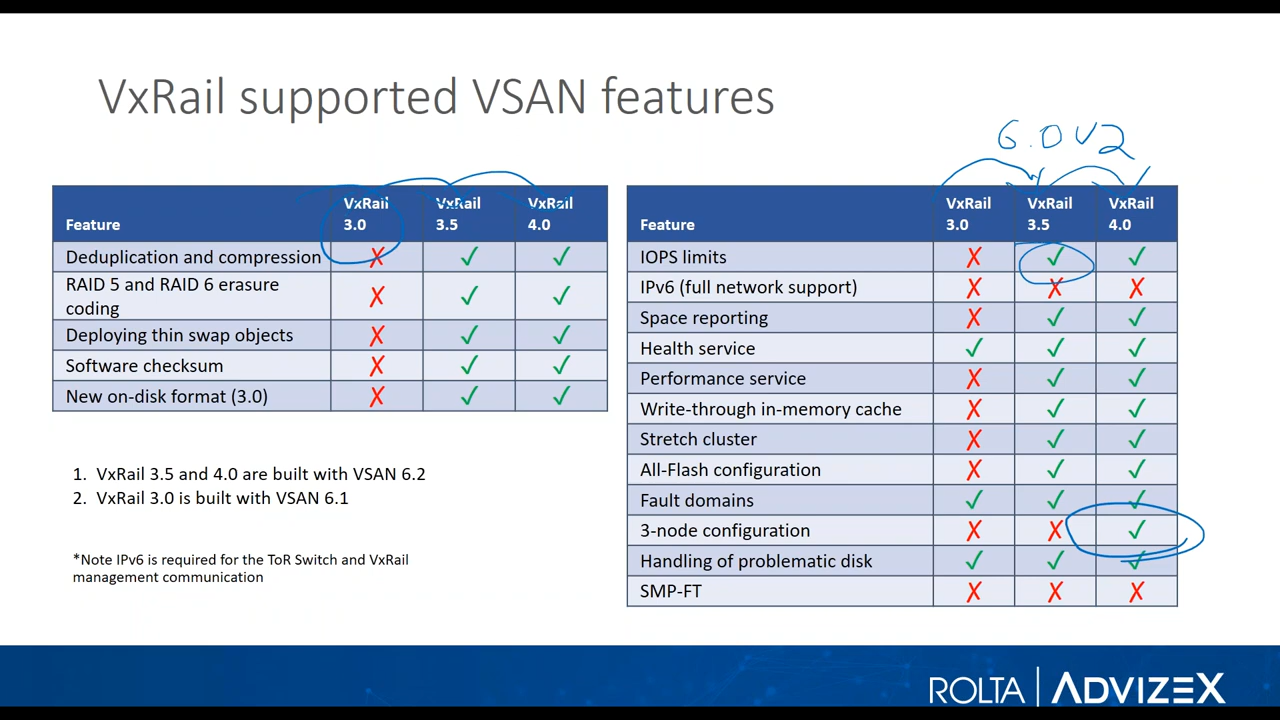 VxRail supported VSAN features
6.0 V2
Feature VxRail 3.0 VxRail 3.5 VxRail 4.0
Deduplication and compression ✗ ✓ ✓
RAID 5 and RAID 6 erasure
coding ✗ ✓ ✓
Deploying thin swap objects ✗ ✓ ✓
Software checksum ✗ ✓ ✓
New on-disk format (3.0) ✗ ✓ ✓
1. VxRail 3.5 and 4.0 are built with VSAN 6.2
2. VxRail 3.0 is built with VSAN 6.1
*Note IPv6 is required for the ToR Switch and VxRail
management communication
Feature VxRail 3.0 VxRail 3.5 VxRail 4.0
IOPS limits ✗ ✓ ✓
IPv6 (full network support) ✗ ✗ ✗
Space reporting ✗ ✓ ✓
Health service ✓ ✓ ✓
Performance service ✗ ✓ ✓
Write-through in-memory cache ✗ ✓ ✓
Stretch cluster ✗ ✓ ✓
All-Flash configuration ✗ ✓ ✓
Fault domains ✓ ✓ ✓
3-node configuration ✗ ✗ ✓
Handling of problematic disk ✓ ✓ ✓
SMP-FT ✗ ✗ ✗
ROLTA | ADVIZEX